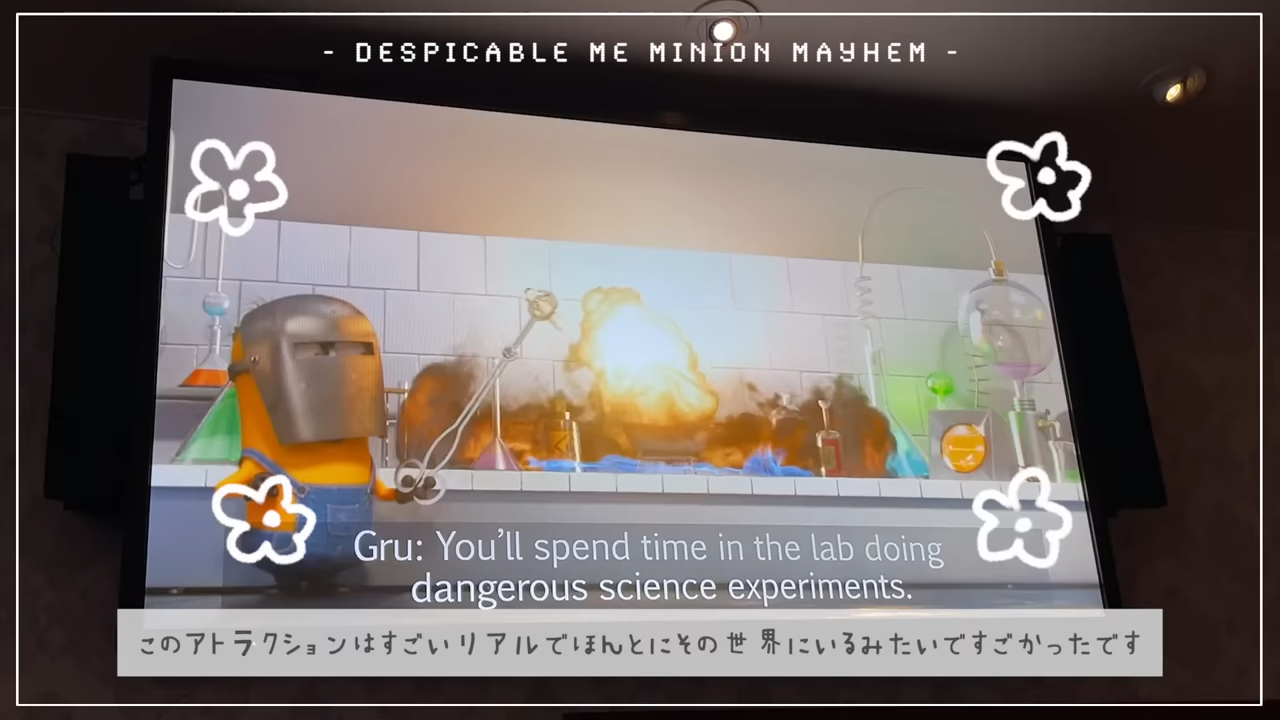 - DESPICABLE ME MINION MAYHEM -
Gru: You'll spend time in the lab doing
dangerous science experiments.
このアトラクションはすごいリアルでほんとにその世界にいるみたいですごかったです